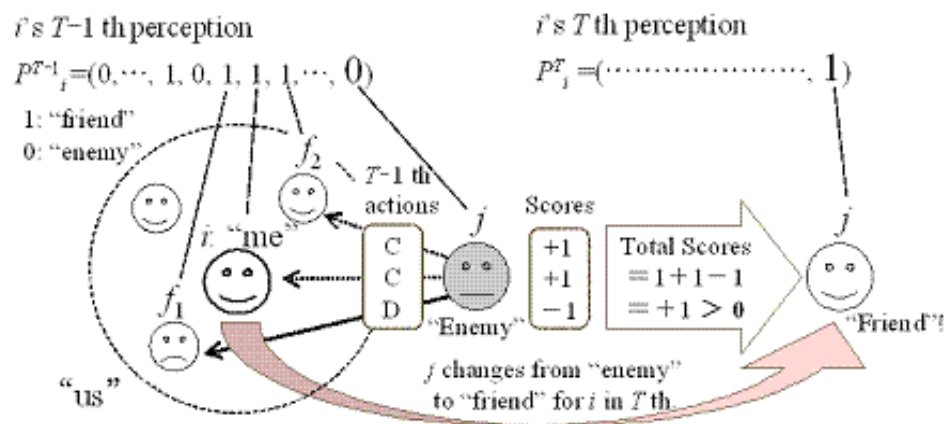 i's T−1 th perception
P^{T-1}_i=(0,⋯, 1, 0, 1, 1, 1,⋯, 0)
1: “friend”
0: “enemy”
f_2
T−1 th
actions
i: “me”
f_1
“us”
C
C
D
j
“Enemy”
Scores
+1
+1
−1
Total Scores
＝1＋1－1
＝＋1 > 0
i's T th perception
P^T_i=(⋯⋯⋯⋯⋯⋯⋯, 1)
j
“Friend”!
j changes from “enemy”
to “friend” for i in T th.